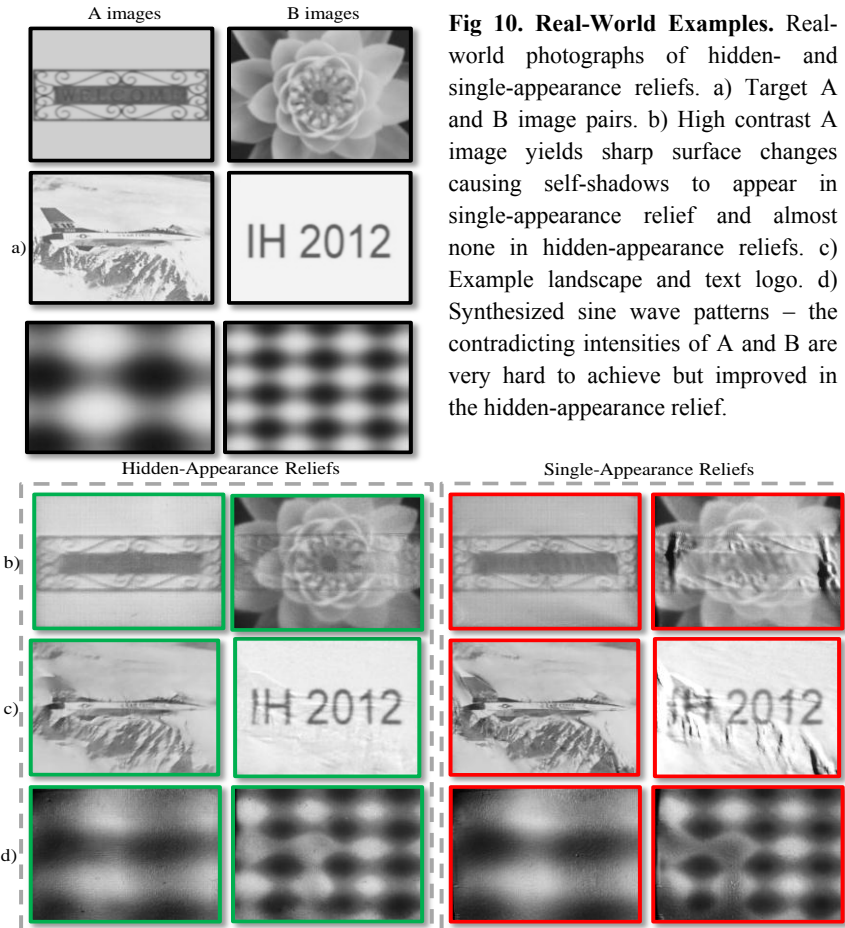 A images
B images
WELCOME
IH 2012
a)
Fig 10. Real-World Examples. Real-
world photographs of hidden- and
single-appearance reliefs. a) Target A
and B image pairs. b) High contrast A
image yields sharp surface changes
causing self-shadows to appear in
single-appearance relief and almost
none in hidden-appearance reliefs. c)
Example landscape and text logo. d)
Synthesized sine wave patterns – the
contradicting intensities of A and B are
very hard to achieve but improved in
the hidden-appearance relief.
Hidden-Appearance Reliefs
Single-Appearance Reliefs
b)
c)
IH 2012
IH 2012
d)